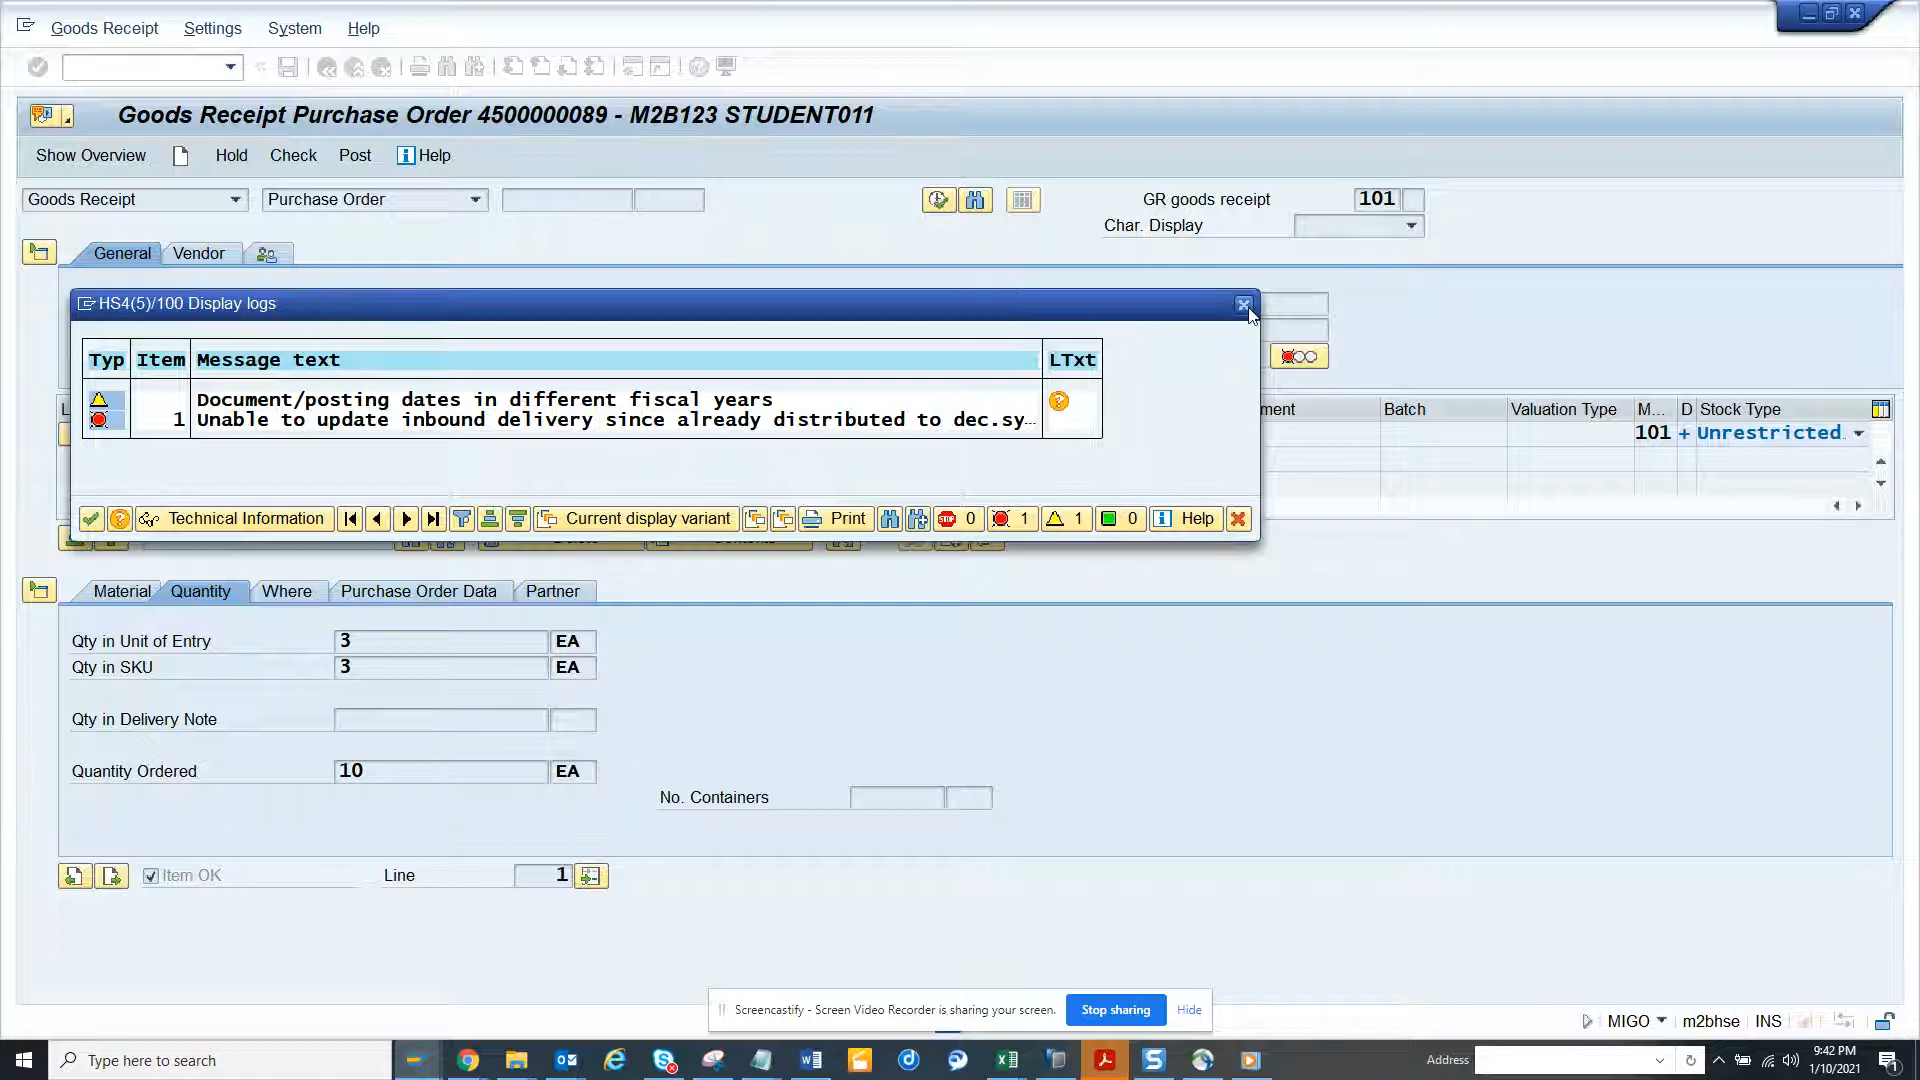 Goods Receipt Settings System Help
Goods Receipt Purchase Order 4500000089 - M2B123 STUDENT011
Show Overview Hold Check Post Help
Goods Receipt Purchase Order GR goods receipt 101
Char. Display
General Vendor
HS4(5)/100 Display logs
Typ Item Message text LTxt
Document/posting dates in different fiscal years
1 Unable to update inbound delivery since already distributed to dec.sy...
ment Batch Valuation Type M... D Stock Type
101 + Unrestricted
Technical Information Current display variant Print STOP 0 1 1 0 Help
Material Quantity Where Purchase Order Data Partner
Qty in Unit of Entry 3 EA
Qty in SKU 3 EA
Qty in Delivery Note
Quantity Ordered 10 EA
No. Containers
Item OK Line 1
Screencastify - Screen Video Recorder is sharing your screen. Stop sharing Hide
MIGO m2bhse INS
Type here to search Address 9:42 PM
1/10/2021